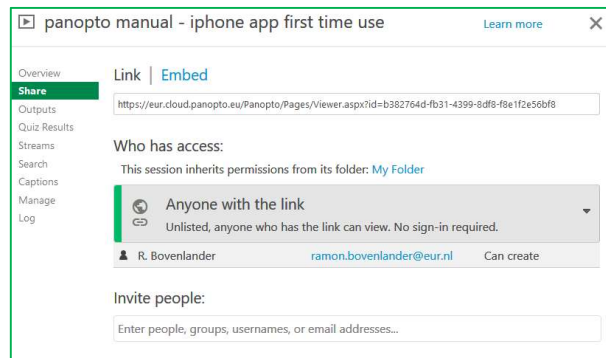 panopto manual - iphone app first time use
Learn more
Overview
Share
Outputs
Quiz Results
Streams
Search
Captions
Manage
Log
Link | Embed
https://eur.cloud.panopto.eu/Panopto/Pages/Viewer.aspx?id=b382764d-fb31-4399-8df8-f8e1f2e56bf8
Who has access:
This session inherits permissions from its folder: My Folder
Anyone with the link
Unlisted, anyone who has the link can view. No sign-in required.
R. Bovenlander ramon.bovenlander@eur.nl Can create
Invite people:
Enter people, groups, usernames, or email addresses...